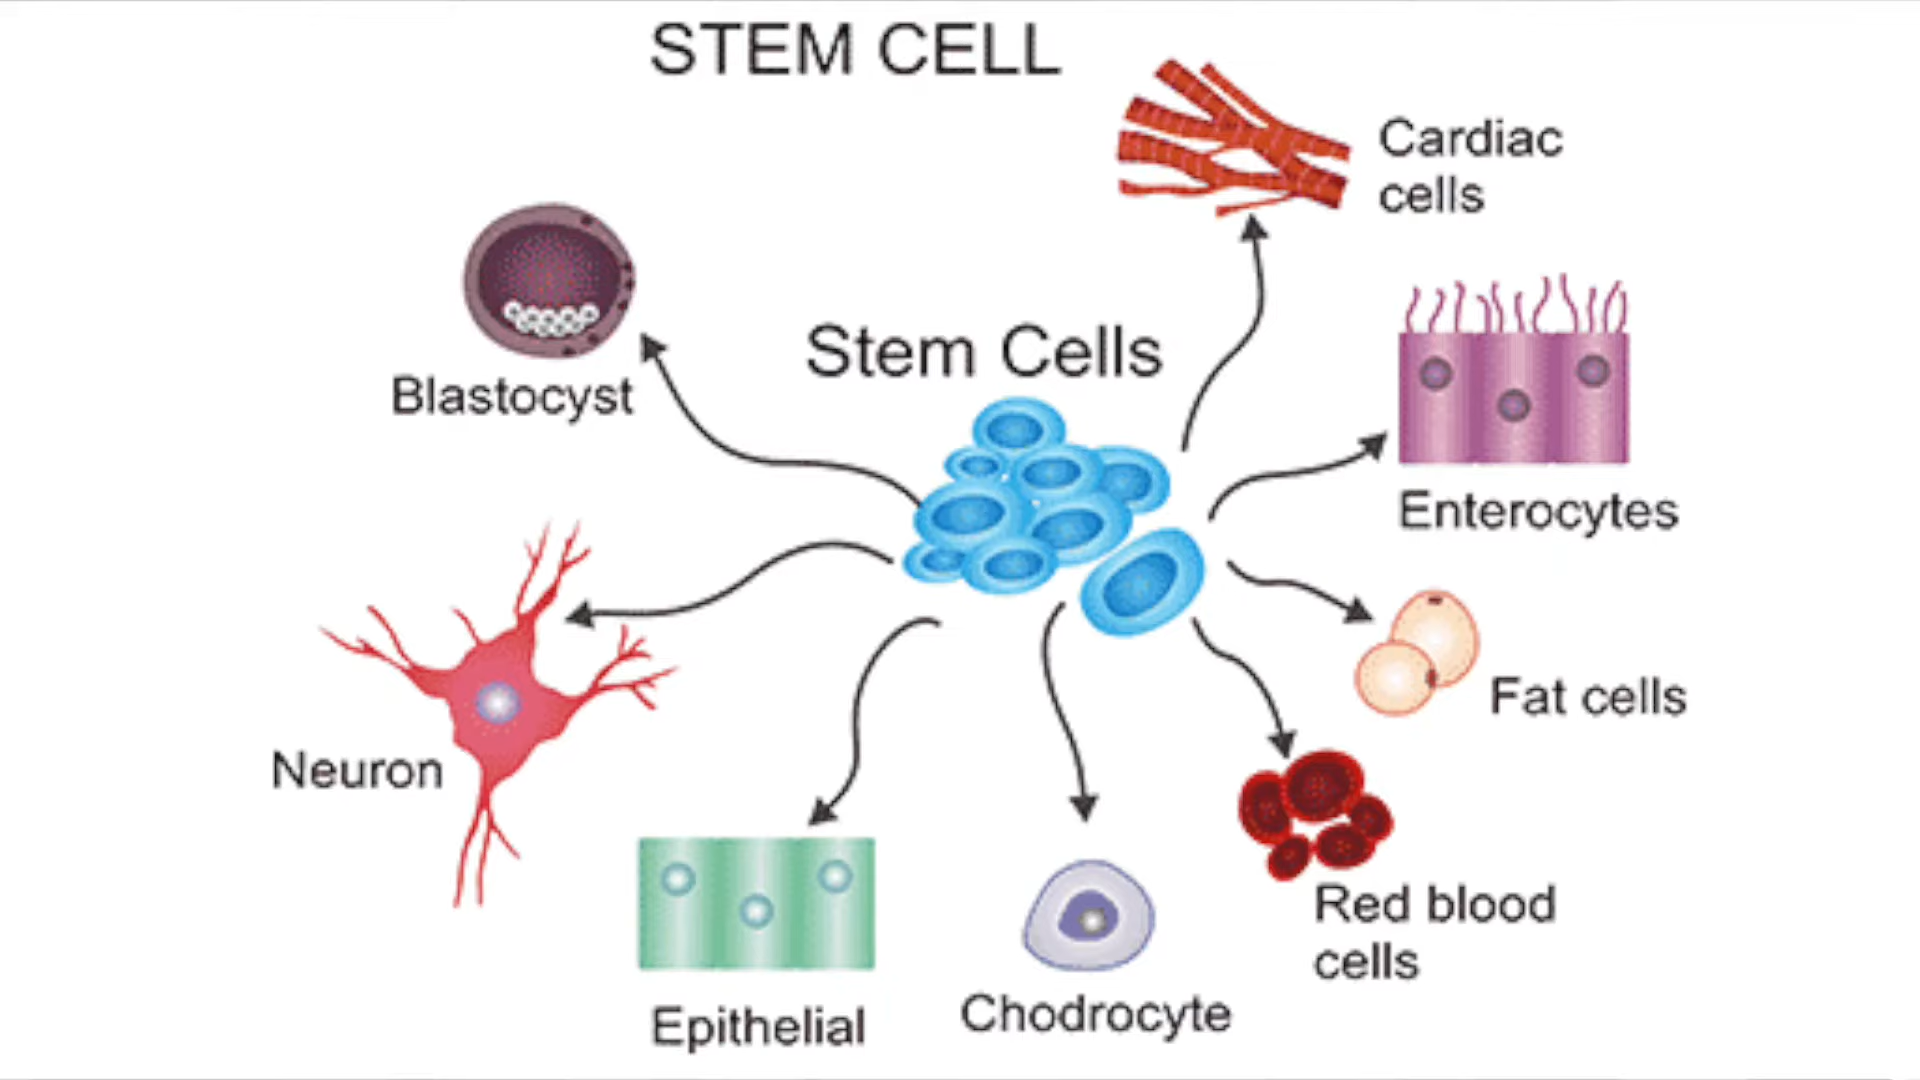 STEM CELL
Cardiac
cells
Stem Cells
Blastocyst
Enterocytes
Fat cells
Neuron
Red blood
cells
Epithelial
Chodrocyte